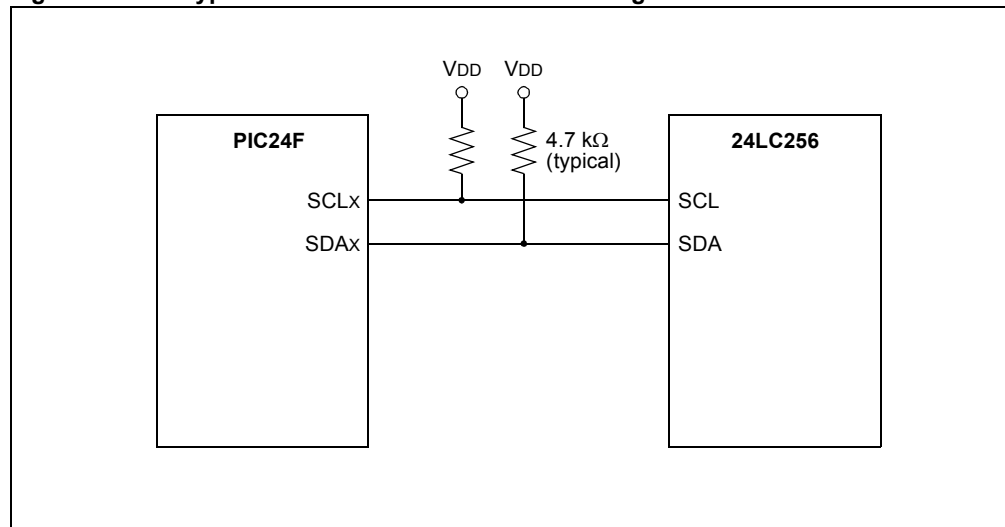 VDD VDD
PIC24F
4.7 kΩ
(typical)
24LC256
SCLx
SCL
SDAx
SDA